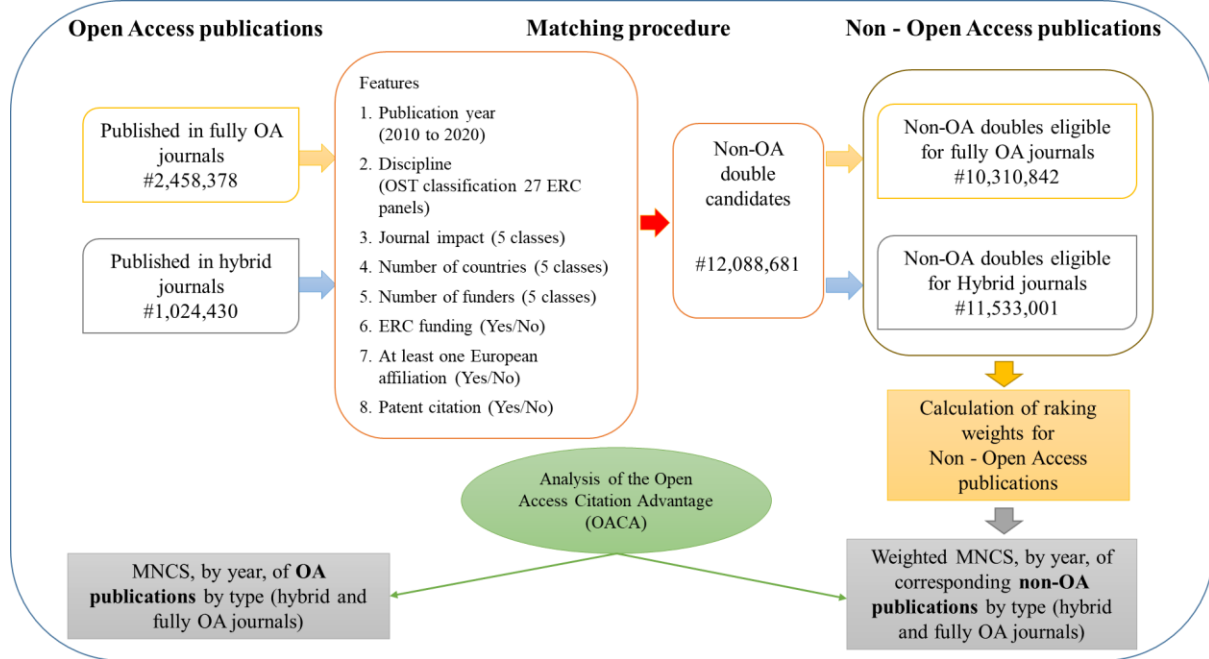 Open Access publications
Matching procedure
Non - Open Access publications
Published in fully OA
journals
#2,458,378
Published in hybrid
journals
#1,024,430
Features
1. Publication year
(2010 to 2020)
2. Discipline
(OST classification 27 ERC
panels)
3. Journal impact (5 classes)
4. Number of countries (5 classes)
5. Number of funders (5 classes)
6. ERC funding (Yes/No)
7. At least one European
affiliation (Yes/No)
8. Patent citation (Yes/No)
Non-OA
double
candidates
#12,088,681
Non-OA doubles eligible
for fully OA journals
#10,310,842
Non-OA doubles eligible
for Hybrid journals
#11,533,001
Calculation of raking
weights for
Non - Open Access
publications
Analysis of the Open
Access Citation Advantage
(OACA)
MNCS, by year, of OA
publications by type (hybrid and
fully OA journals)
Weighted MNCS, by year, of
corresponding non-OA
publications by type (hybrid
and fully OA journals)